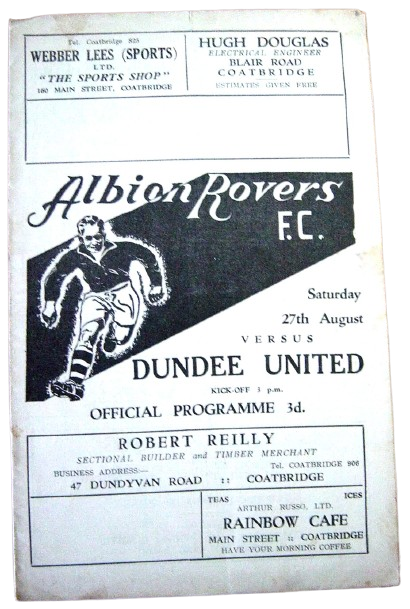 Tel. Coatbridge 825
WEBBER LEES (SPORTS)
LTD.
"THE SPORTS SHOP"
160 MAIN STREET, COATBRIDGE
HUGH DOUGLAS
ELECTRICAL ENGINEER
BLAIR ROAD
COATBRIDGE
ESTIMATES GIVEN FREE
Albion Rovers
F.C.
Saturday
27th August
VERSUS
DUNDEE UNITED
KICK-OFF 3 p.m.
OFFICIAL PROGRAMME 3d.
ROBERT REILLY
SECTIONAL BUILDER and TIMBER MERCHANT
BUSINESS ADDRESS:— Tel. COATBRIDGE 906
47 DUNDYVAN ROAD :: COATBRIDGE
TEAS ICES
ARTHUR RUSSO, LTD.
RAINBOW CAFE
MAIN STREET :: COATBRIDGE
HAVE YOUR MORNING COFFEE